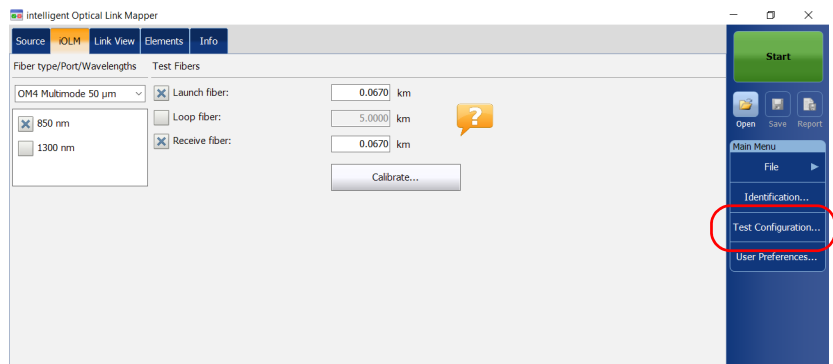 intelligent Optical Link Mapper
Source iOLM Link View Elements Info
Fiber type/Port/Wavelengths Test Fibers
OM4 Multimode 50 µm
850 nm
1300 nm
Launch fiber: 0.0670 km
Loop fiber: 5.0000 km
Receive fiber: 0.0670 km
?
Calibrate...
Start
Open Save Report
Main Menu
File
Identification...
Test Configuration...
User Preferences...